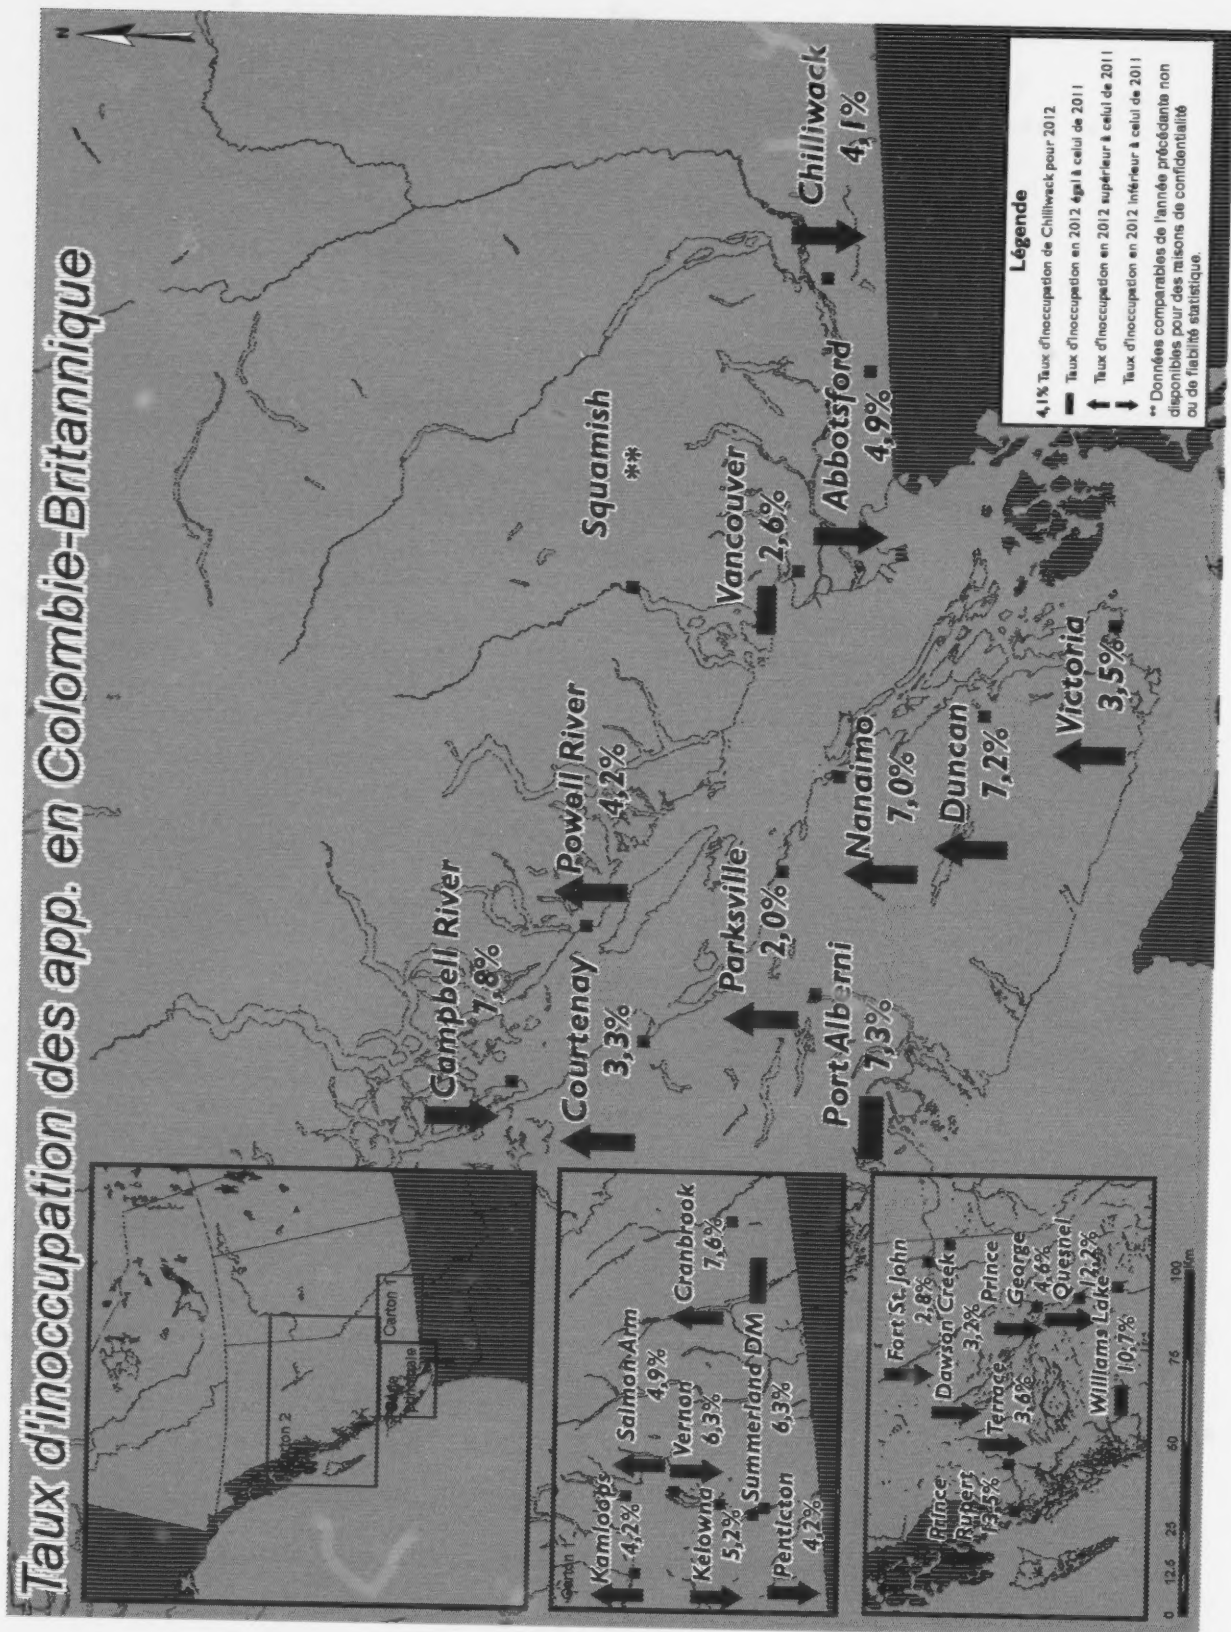 Taux d'inoccupation des app. en Colombie-Britannique
N
Campbell River
7,8%
Courtenay
3,3%
Powell River
4,2%
Squamish
**
Parksville
2,0%
Vancouver
2,6%
Port Alberni
7,3%
Nanaimo
7,0%
Abbotsford
4,9%
Chilliwack
4,1%
Duncan
7,2%
Victoria
3,5%
Carton 2
Carton 1
Carton 1
Kamloops
4,2%
Salmon Arm
4,9%
Vernon
6,3%
Cranbrook
7,6%
Kelowna
5,2%
Summerland DM
6,3%
Penticton
4,2%
Fort St. John
2,8%
Dawson Creek
3,2%
Prince
George
4,6%
Terrace
3,6%
Quesnel
12,2%
Prince
Rupert
13,5%
Williams Lake
10,7%
0 12.5 25 50 75 100
Km
Légende
4,1% Taux d'inoccupation de Chilliwack pour 2012
Taux d'inoccupation en 2012 égal à celui de 2011
Taux d'inoccupation en 2012 supérieur à celui de 2011
Taux d'inoccupation en 2012 inférieur à celui de 2011
** Données comparables de l'année précédante non
disponibles pour des raisons de confidentialité
ou de fiabilité statistique.